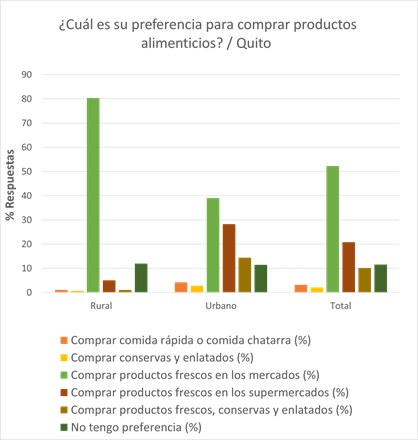 ¿Cuál es su preferencia para comprar productos
alimenticios? / Quito
% Respuestas
90
80
70
60
50
40
30
20
10
0
Rural
Urbano
Total
Comprar comida rápida o comida chatarra (%)
Comprar conservas y enlatados (%)
Comprar productos frescos en los mercados (%)
Comprar productos frescos en los supermercados (%)
Comprar productos frescos, conservas y enlatados (%)
No tengo preferencia (%)